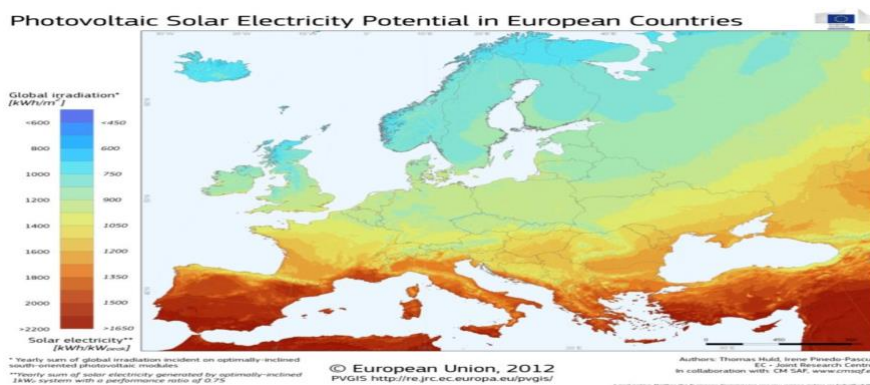 Photovoltaic Solar Electricity Potential in European Countries
Global irradiation*
[kWh/m²]
<600 <450
800 600
1000 750
1200 900
1400 1050
1600 1200
1800 1350
2000 1500
>2200 >1650
Solar electricity**
[kWh/kWpeak]
* Yearly sum of global irradiation incident on optimally-inclined
south-oriented photovoltaic modules
**Yearly sum of solar electricity generated by optimally-inclined
1kWp system with a performance ratio of 0.75
© European Union, 2012
PVGIS http://re.jrc.ec.europa.eu/pvgis/
Authors: Thomas Huld, Irene Pinedo-Pascu
EC - Joint Research Centre
In collaboration with: CM SAF, www.cmsaf.e